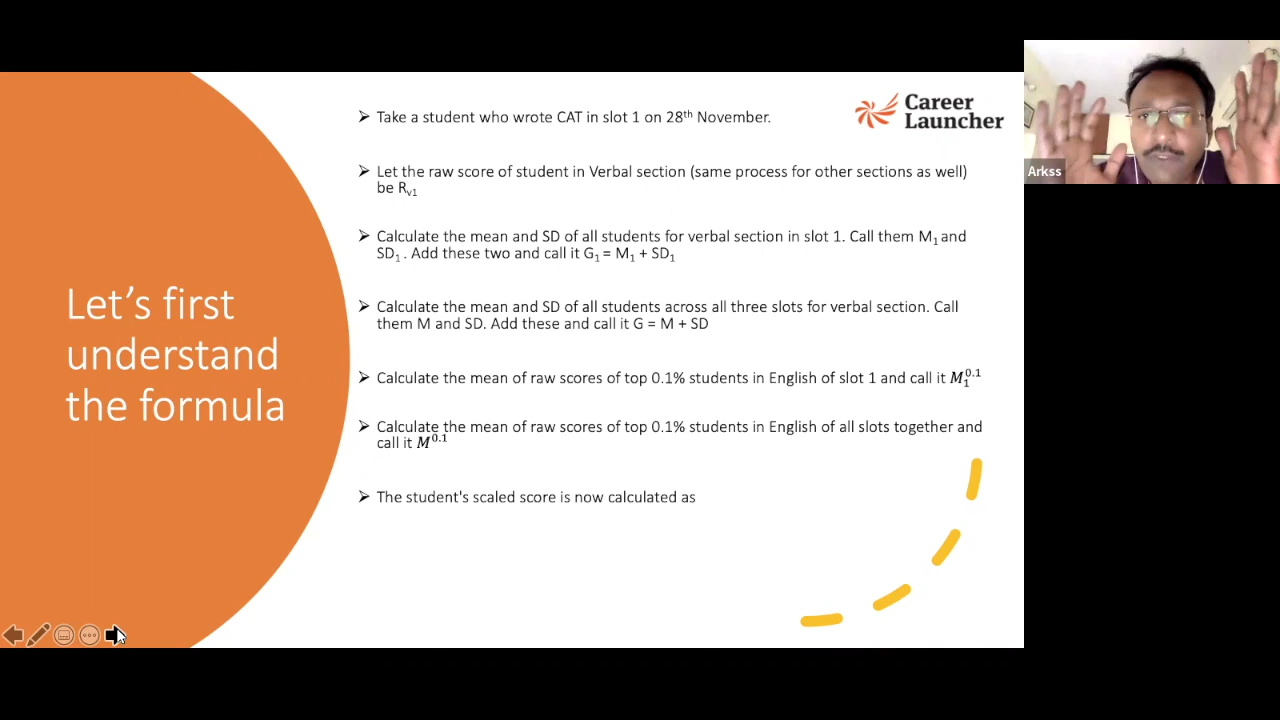 Career
Launcher
Arkss
Let's first
understand
the formula
➢ Take a student who wrote CAT in slot 1 on 28th November.
➢ Let the raw score of student in Verbal section (same process for other sections as well)
be Rv1
➢ Calculate the mean and SD of all students for verbal section in slot 1. Call them M1 and
SD1 . Add these two and call it G1 = M1 + SD1
➢ Calculate the mean and SD of all students across all three slots for verbal section. Call
them M and SD. Add these and call it G = M + SD
➢ Calculate the mean of raw scores of top 0.1% students in English of slot 1 and call it M₁^0.1
➢ Calculate the mean of raw scores of top 0.1% students in English of all slots together and
call it M^0.1
➢ The student's scaled score is now calculated as